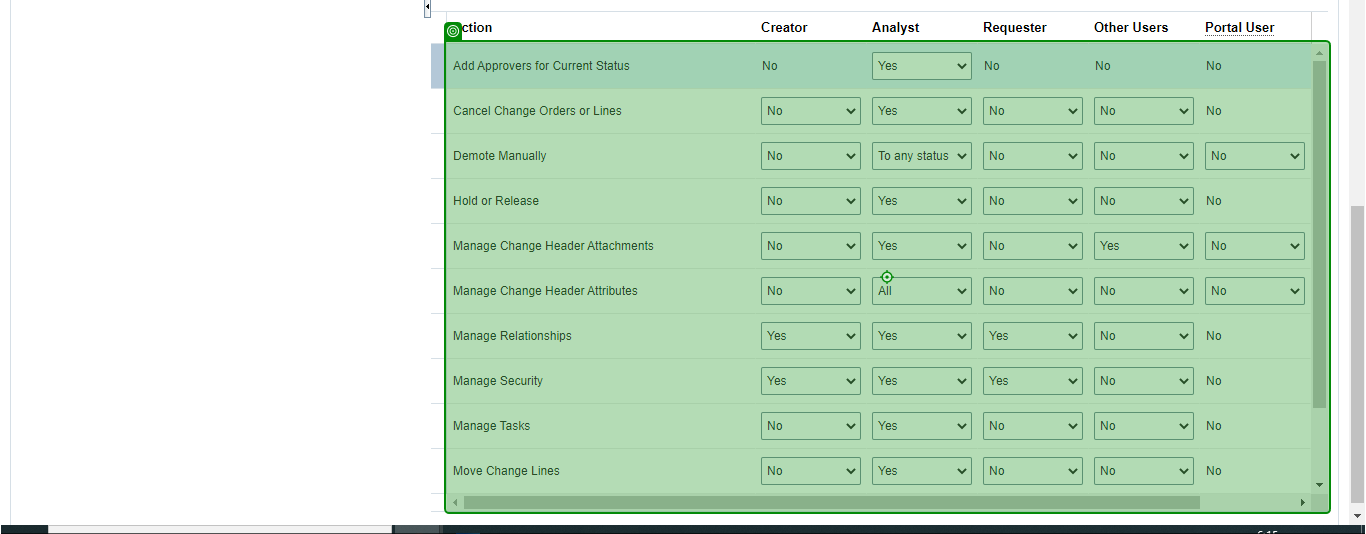 ction Creator Analyst Requester Other Users Portal User
Add Approvers for Current Status No Yes No No No
Cancel Change Orders or Lines No Yes No No No
Demote Manually No To any status No No No
Hold or Release No Yes No No No
Manage Change Header Attachments No Yes No Yes No
Manage Change Header Attributes No All No No No
Manage Relationships Yes Yes Yes No No
Manage Security Yes Yes Yes No No
Manage Tasks No Yes No No No
Move Change Lines No Yes No No No